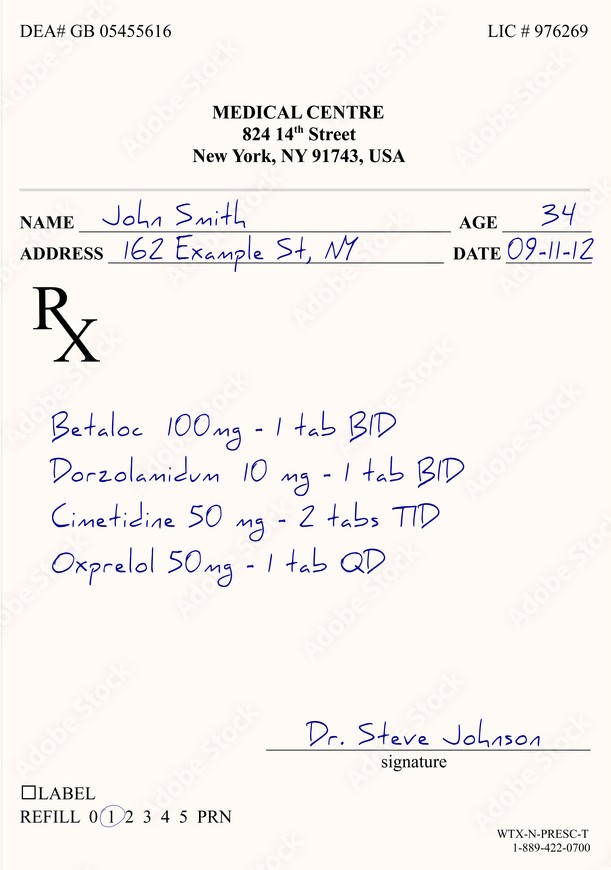 DEA# GB 05455616 LIC # 976269
MEDICAL CENTRE
824 14th Street
New York, NY 91743, USA
NAME John Smith AGE 34
ADDRESS 162 Example St, NY DATE 09-11-12
Rx
Betaloc 100mg - 1 tab BID
Dorzolamidum 10 mg - 1 tab BID
Cimetidine 50 mg - 2 tabs TID
Oxprelol 50mg - 1 tab QD
Dr. Steve Johnson
signature
LABEL
REFILL 0 1 2 3 4 5 PRN
WTX-N-PRESC-T
1-889-422-0700
Adobe Stock